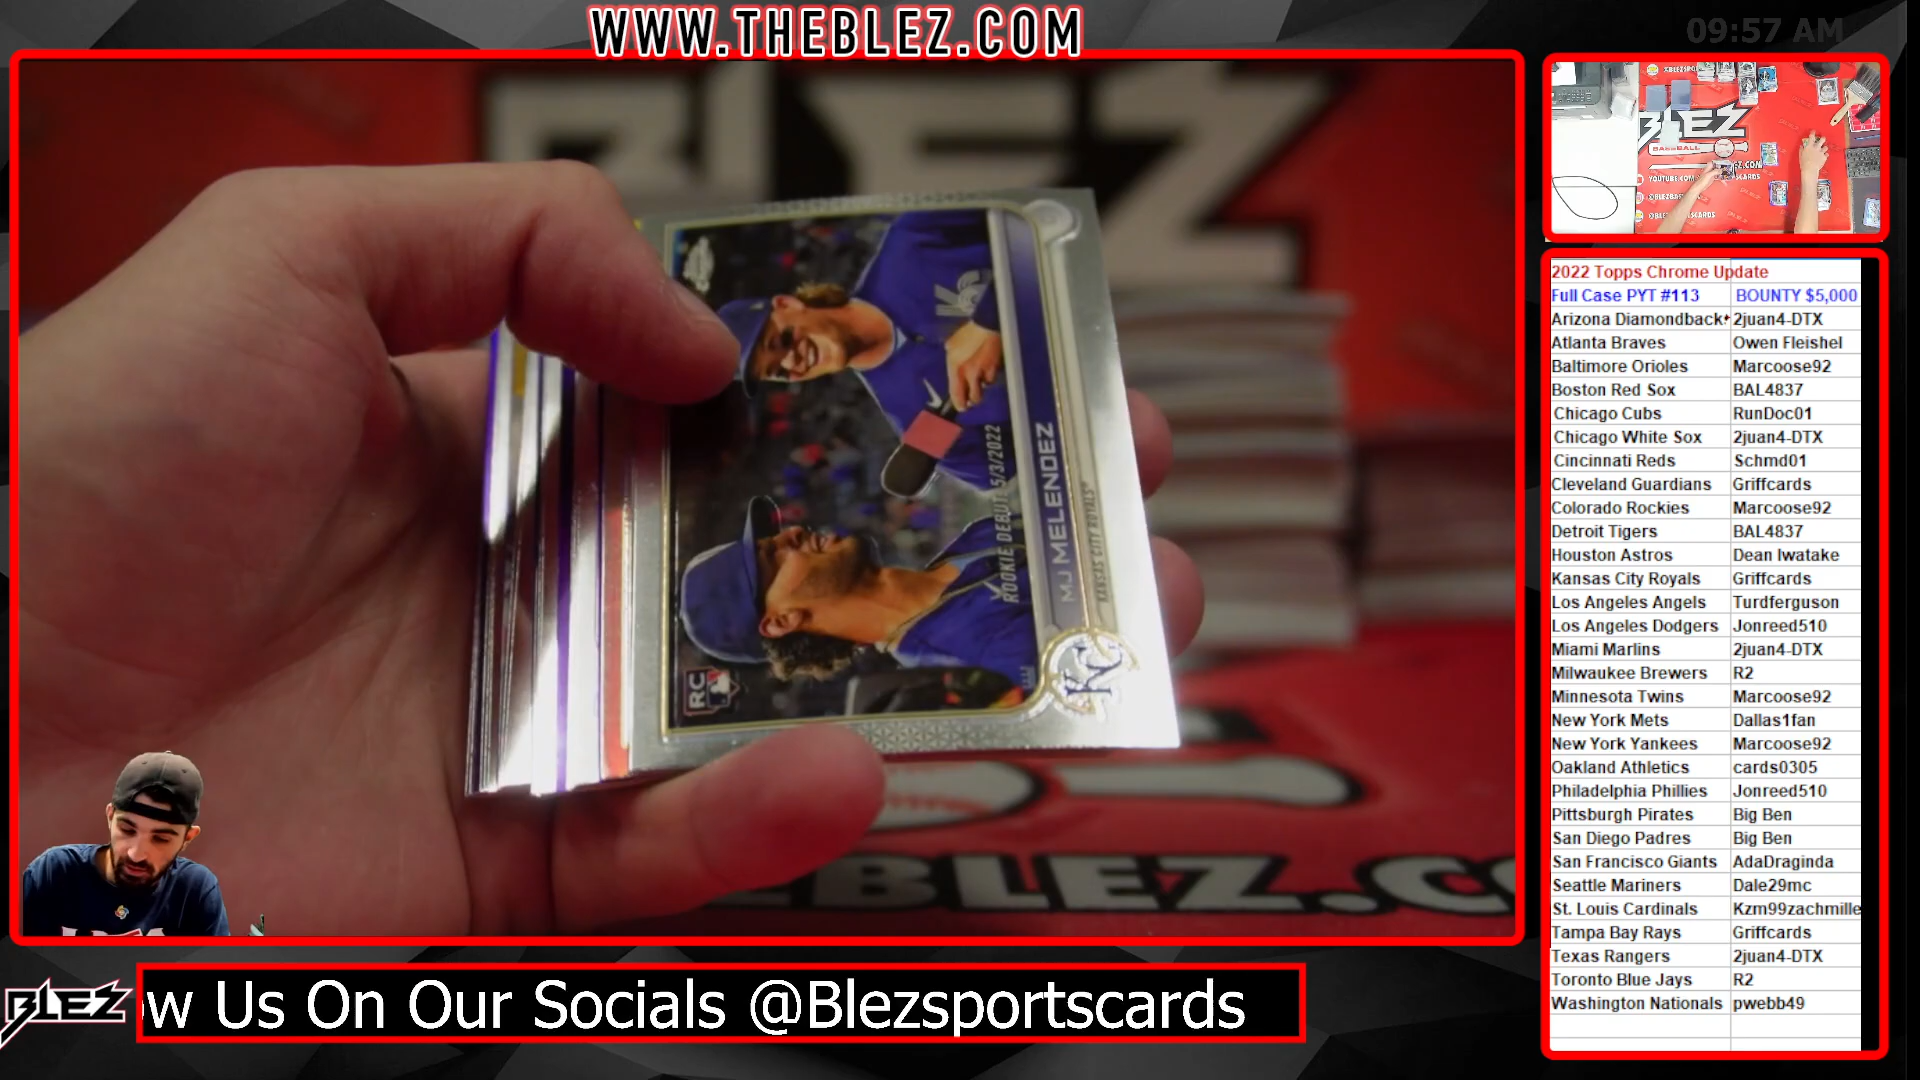 WWW.THEBLEZ.COM
09:57 AM
BLEZ
ROOKIE DEBUT 5/3/2022
MJ MELENDEZ
KANSAS CITY ROYALS
RC
KC
BLEZ.C
BLEZ
BASEBALL
2022 Topps Chrome Update
Full Case PYT #113 BOUNTY $5,000
Arizona Diamondback 2juan4-DTX
Atlanta Braves Owen Fleishel
Baltimore Orioles Marcoose92
Boston Red Sox BAL4837
Chicago Cubs RunDoc01
Chicago White Sox 2juan4-DTX
Cincinnati Reds Schmd01
Cleveland Guardians Griffcards
Colorado Rockies Marcoose92
Detroit Tigers BAL4837
Houston Astros Dean Iwatake
Kansas City Royals Griffcards
Los Angeles Angels Turdferguson
Los Angeles Dodgers Jonreed510
Miami Marlins 2juan4-DTX
Milwaukee Brewers R2
Minnesota Twins Marcoose92
New York Mets Dallas1fan
New York Yankees Marcoose92
Oakland Athletics cards0305
Philadelphia Phillies Jonreed510
Pittsburgh Pirates Big Ben
San Diego Padres Big Ben
San Francisco Giants AdaDraginda
Seattle Mariners Dale29mc
St. Louis Cardinals Kzm99zachmille
Tampa Bay Rays Griffcards
Texas Rangers 2juan4-DTX
Toronto Blue Jays R2
Washington Nationals pwebb49
BLEZ
ow Us On Our Socials @Blezsportscards